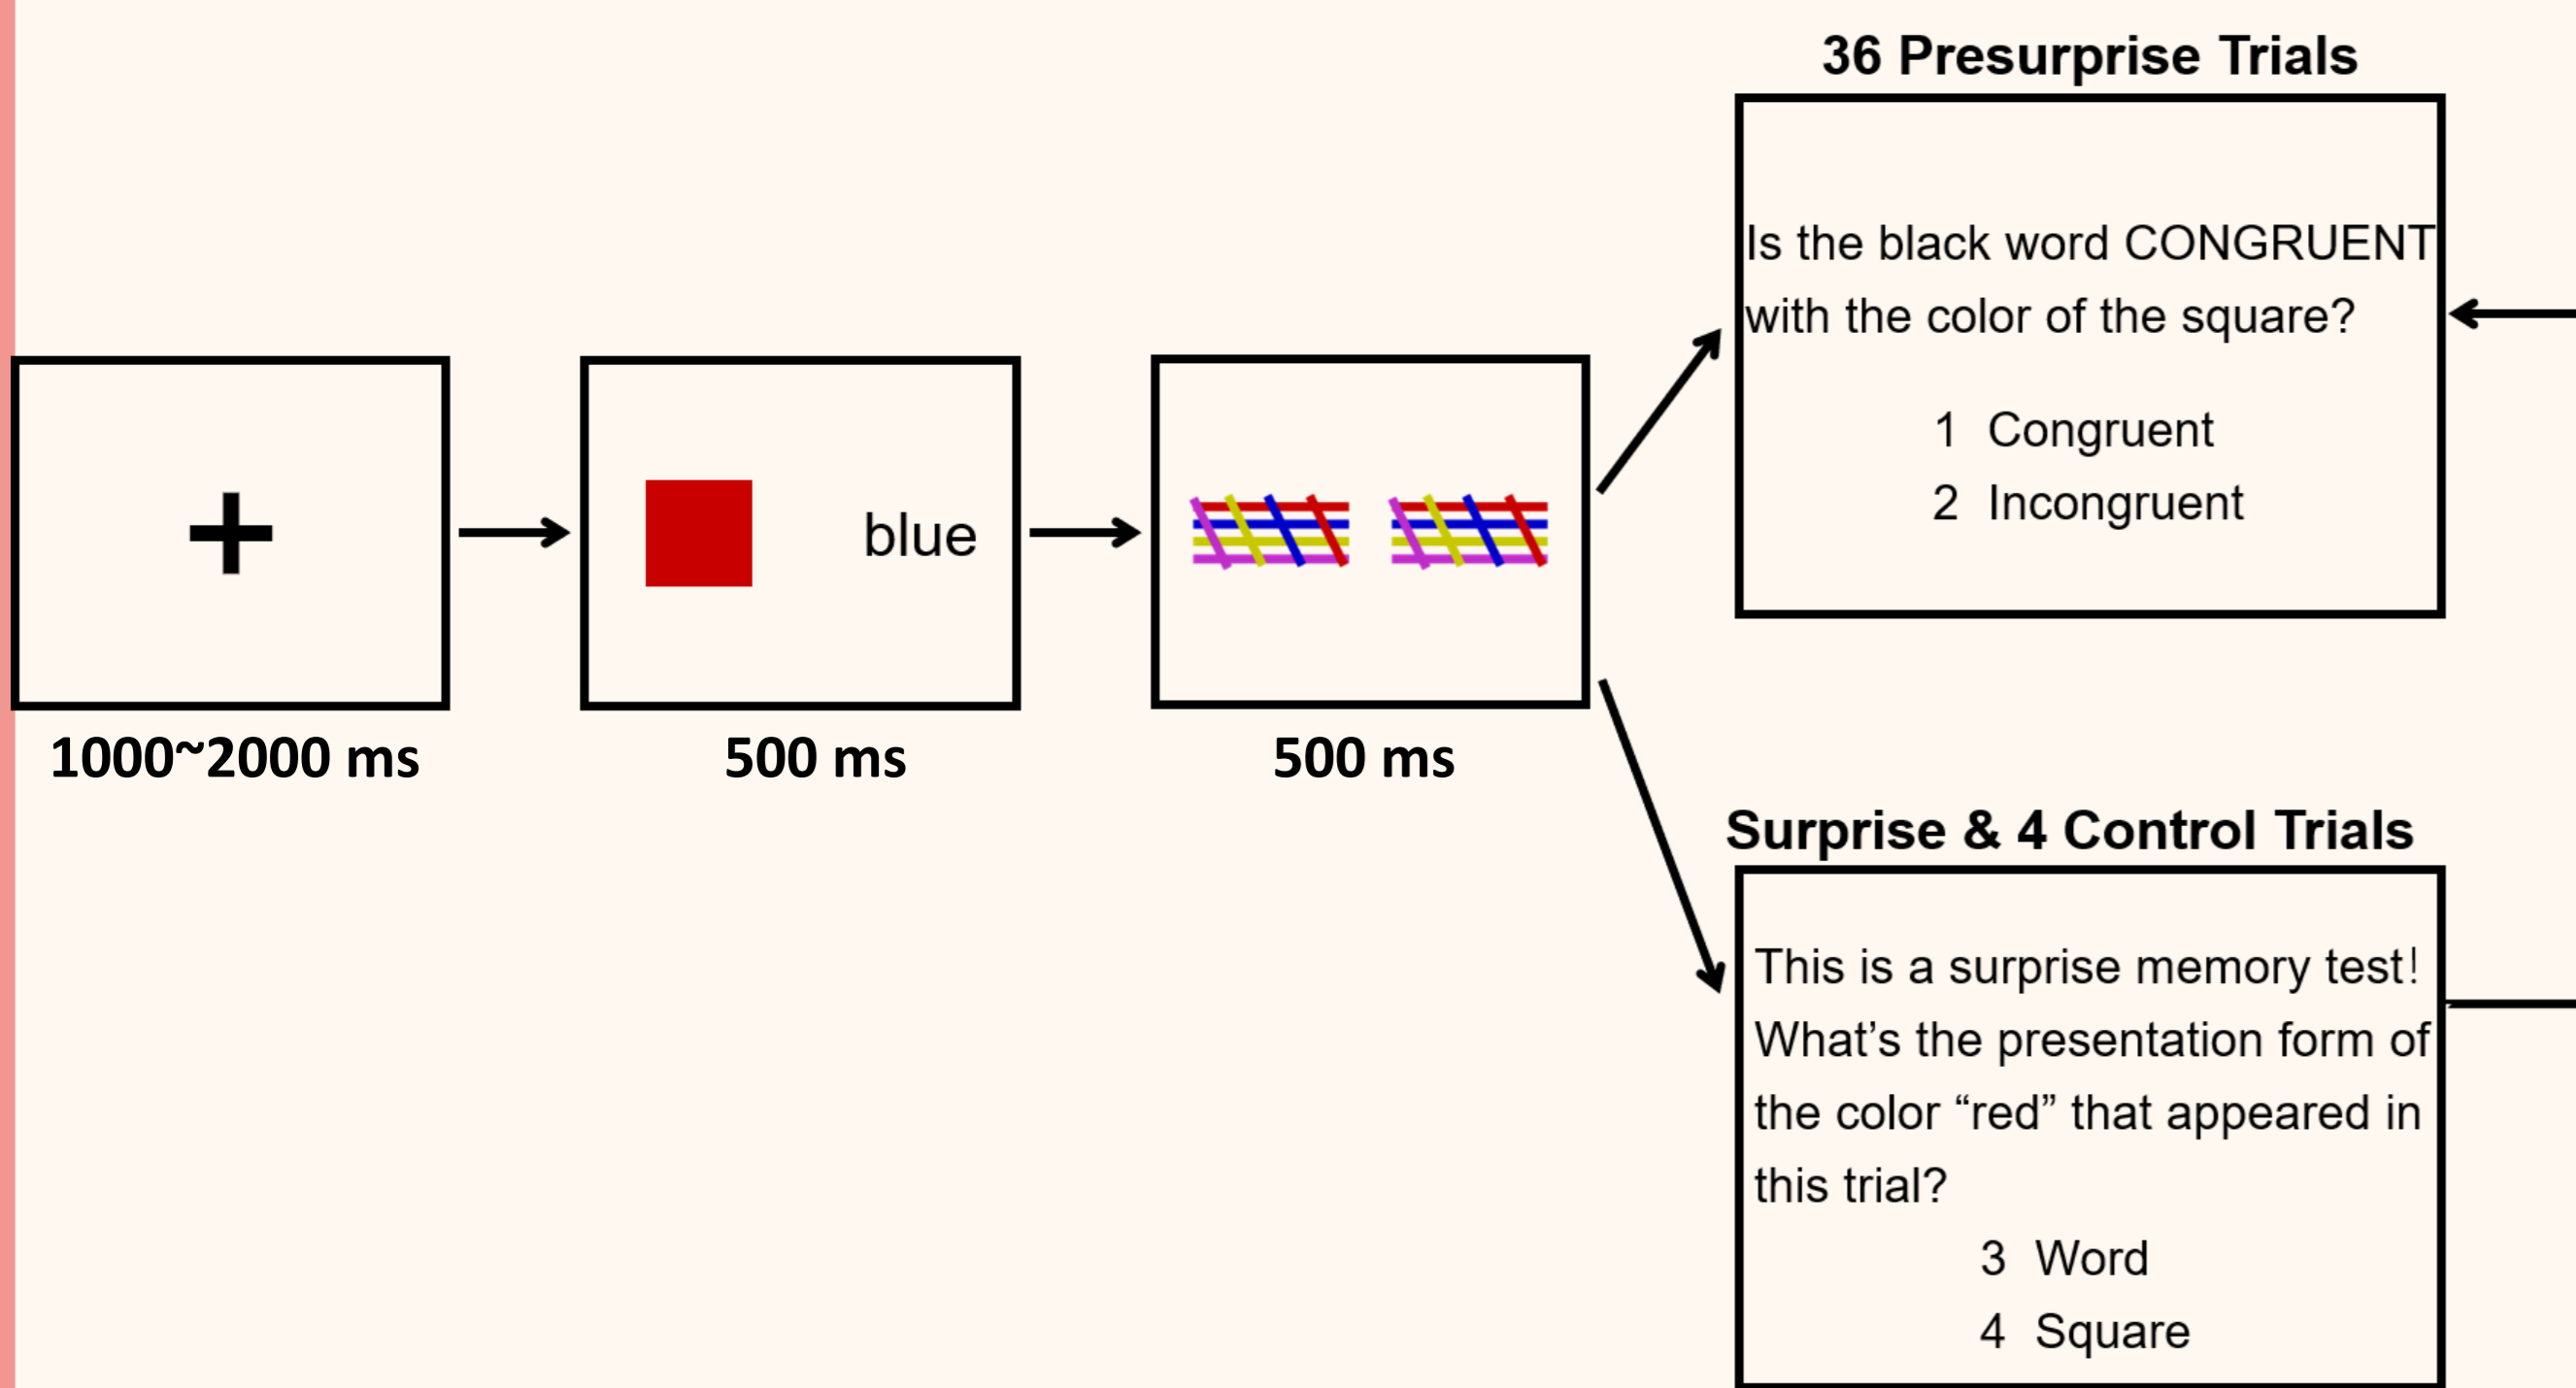 36 Presurprise Trials
Is the black word CONGRUENT
with the color of the square?
1 Congruent
2 Incongruent
blue
1000~2000 ms
500 ms
500 ms
Surprise & 4 Control Trials
This is a surprise memory test!
What’s the presentation form of
the color “red” that appeared in
this trial?
3 Word
4 Square